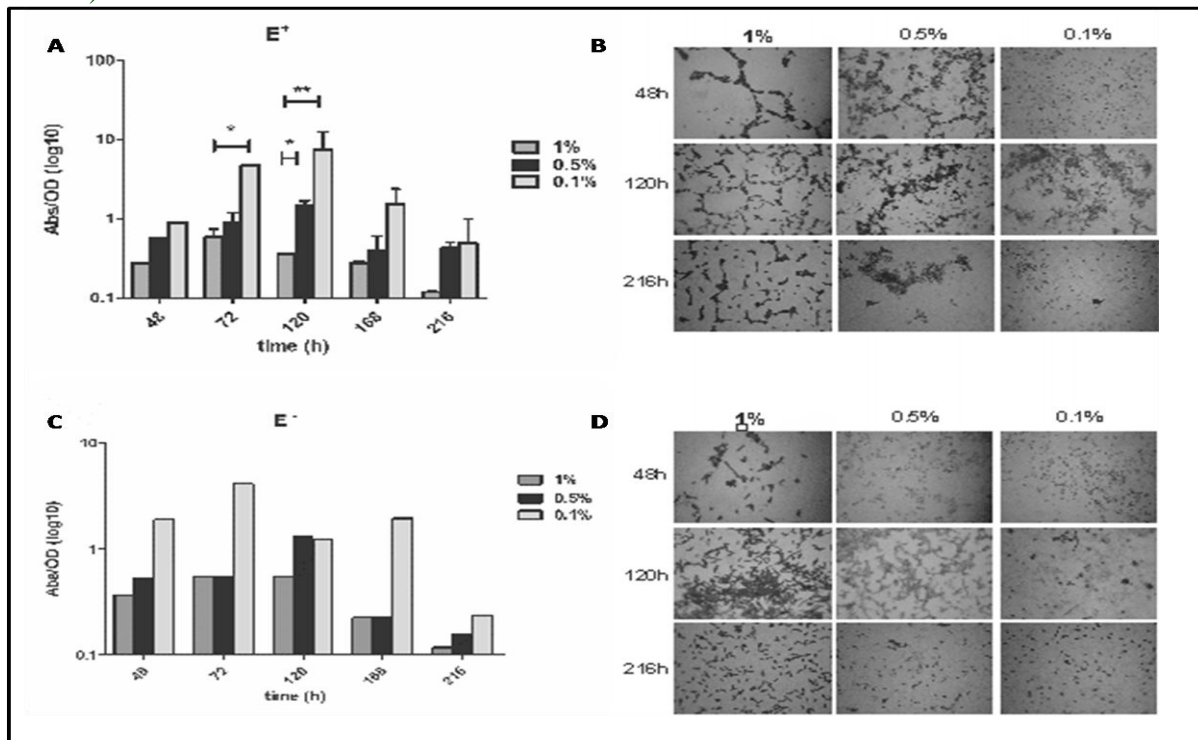 A
E+
100
10
1
0.1
Abs/OD (log10)
*
*
**
48
72
120
168
216
time (h)
1%
0.5%
0.1%
B
1%
0.5%
0.1%
48h
120h
216h
C
E-
10
1
0.1
Abs/OD (log10)
48
72
120
168
216
time (h)
1%
0.5%
0.1%
D
1%
0.5%
0.1%
48h
120h
216h